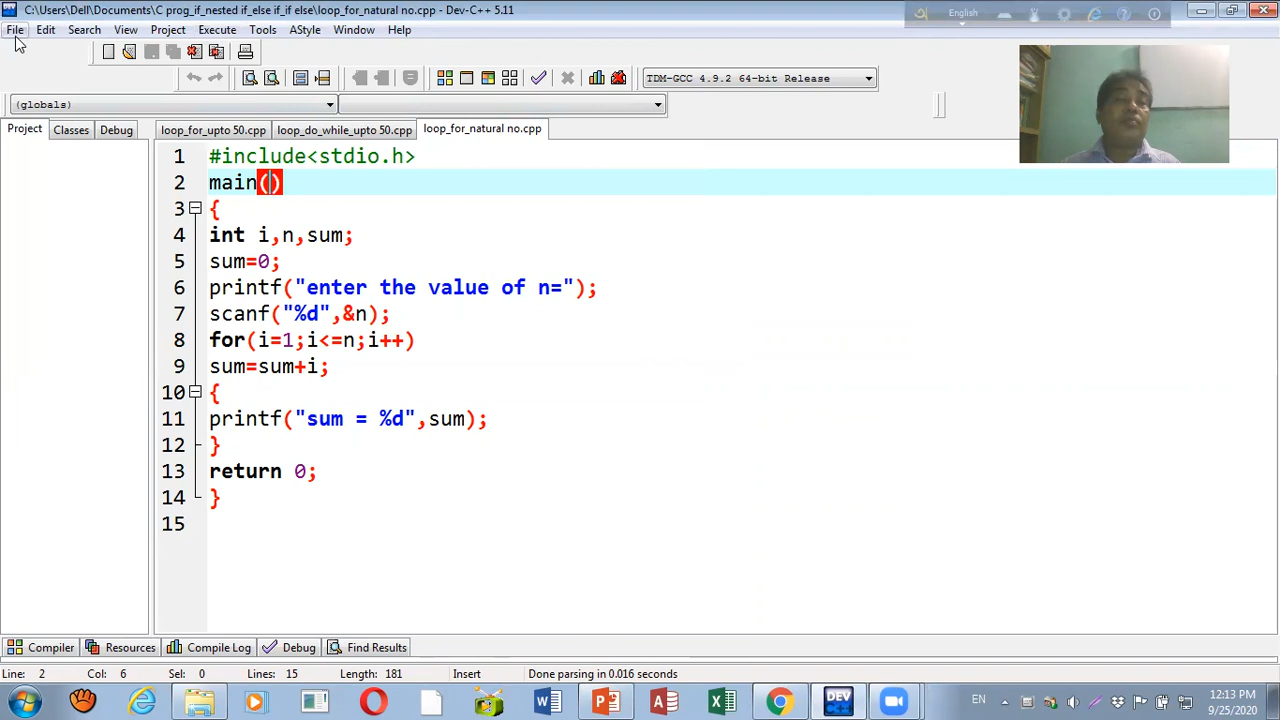 C:\Users\Dell\Documents\C prog_if_nested if_else if_if else\loop_for_natural no.cpp - Dev-C++ 5.11
English
File Edit Search View Project Execute Tools AStyle Window Help
TDM-GCC 4.9.2 64-bit Release
(globals)
Project Classes Debug loop_for_upto 50.cpp loop_do_while_upto 50.cpp loop_for_natural no.cpp
1 #include<stdio.h>
2 main()
3 {
4 int i,n,sum;
5 sum=0;
6 printf("enter the value of n=");
7 scanf("%d",&n);
8 for(i=1;i<=n;i++)
9 sum=sum+i;
10 {
11 printf("sum = %d",sum);
12 }
13 return 0;
14 }
15
Compiler Resources Compile Log Debug Find Results
Line: 2 Col: 6 Sel: 0 Lines: 15 Length: 181 Insert Done parsing in 0.016 seconds
DEV C++
EN 12:13 PM
9/25/2020